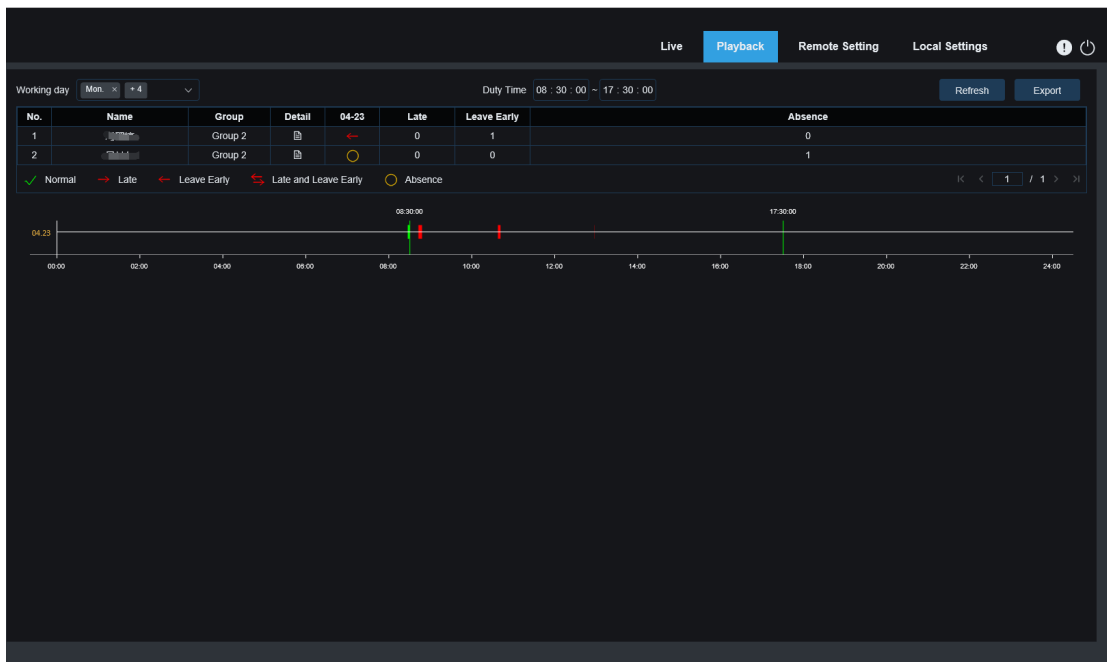 Live Playback Remote Setting Local Settings
Working day Mon. × + 4 Duty Time 08 : 30 : 00 ~ 17 : 30 : 00 Refresh Export
No. Name Group Detail 04-23 Late Leave Early Absence
1 Group 2 0 1 0
2 Group 2 0 0 1
Normal Late Leave Early Late and Leave Early Absence 1 / 1
08:30:00 17:30:00
04.23
00:00 02:00 04:00 06:00 08:00 10:00 12:00 14:00 16:00 18:00 20:00 22:00 24:00